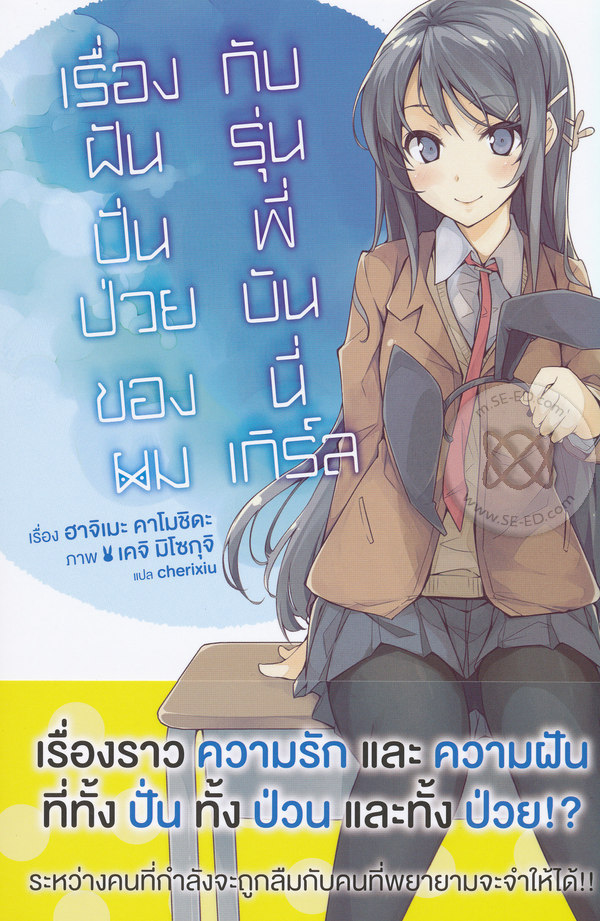 เรื่อง กับ
ฝัน รุ่น
ปั่น พี่
ป่วย บัน
ของ นี่
ผม เกิร์ล
เรื่อง ฮาจิเมะ คาโมชิดะ
ภาพ เคจิ มิโซกุจิ
แปล cherixiu
m.SE-ED.com
www.SE-ED.com
เรื่องราว ความรัก และ ความฝัน
ที่ทั้ง ปั่น ทั้ง ป่วน และทั้ง ป่วย!?
ระหว่างคนที่กำลังจะถูกลืมกับคนที่พยายามจะจำให้ได้!!